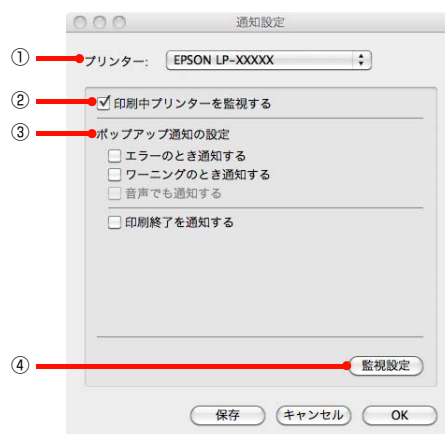 通知設定
① プリンター: EPSON LP-XXXXX
② 印刷中プリンターを監視する
③ ポップアップ通知の設定
エラーのとき通知する
ワーニングのとき通知する
音声でも通知する
印刷終了を通知する
④ 監視設定
保存 キャンセル OK